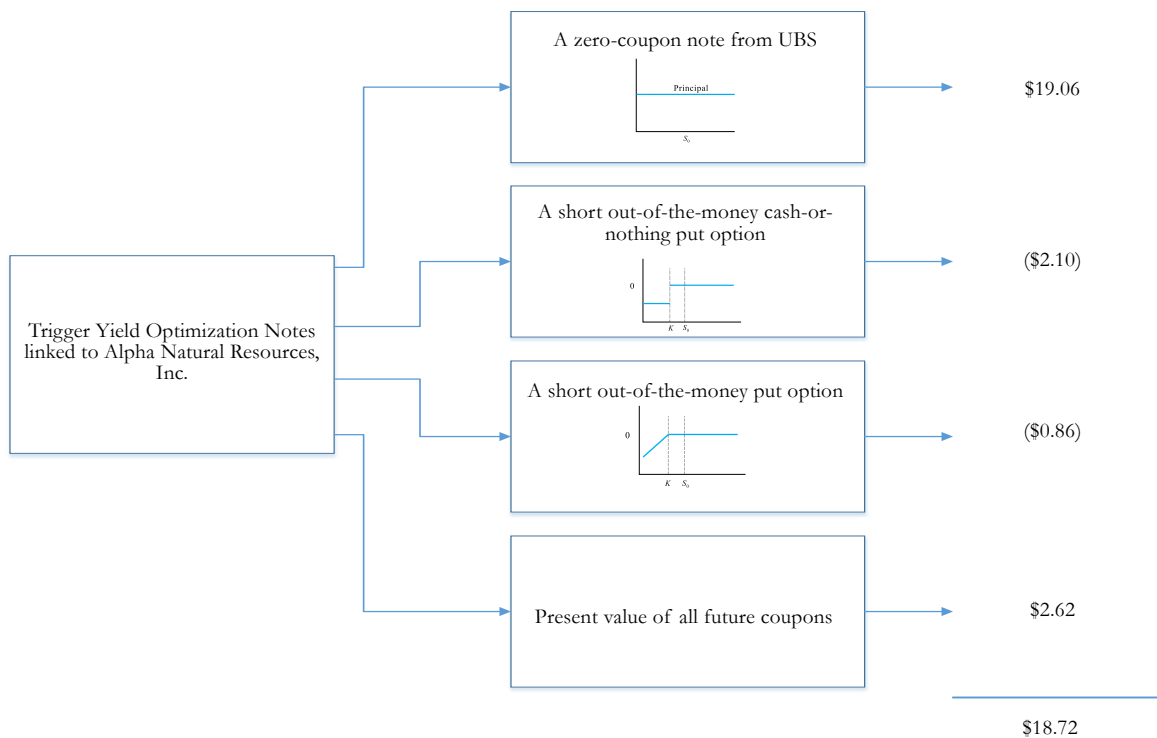 A zero-coupon note from UBS
Principal
S0
$19.06
A short out-of-the-money cash-or-
nothing put option
0
K S0
($2.10)
Trigger Yield Optimization Notes
linked to Alpha Natural Resources,
Inc.
A short out-of-the-money put option
0
K S0
($0.86)
Present value of all future coupons
$2.62
$18.72